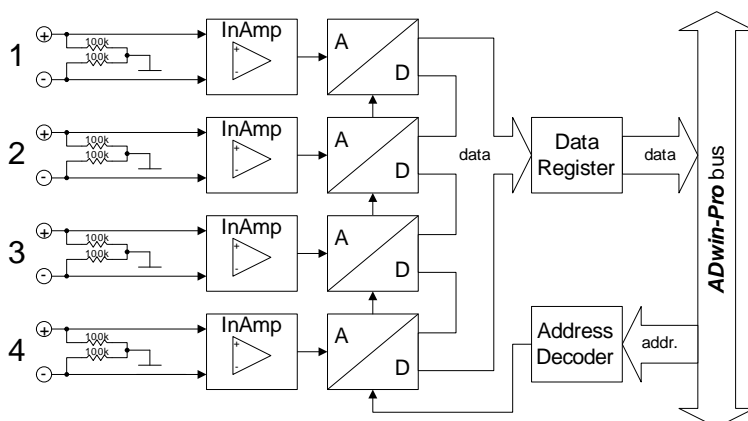 1
+
-
100k
100k
InAmp
+
-
A
D
2
+
-
100k
100k
InAmp
+
-
A
D
3
+
-
100k
100k
InAmp
+
-
A
D
4
+
-
100k
100k
InAmp
+
-
A
D
data
Data
Register
data
Address
Decoder
addr.
ADwin-Pro bus